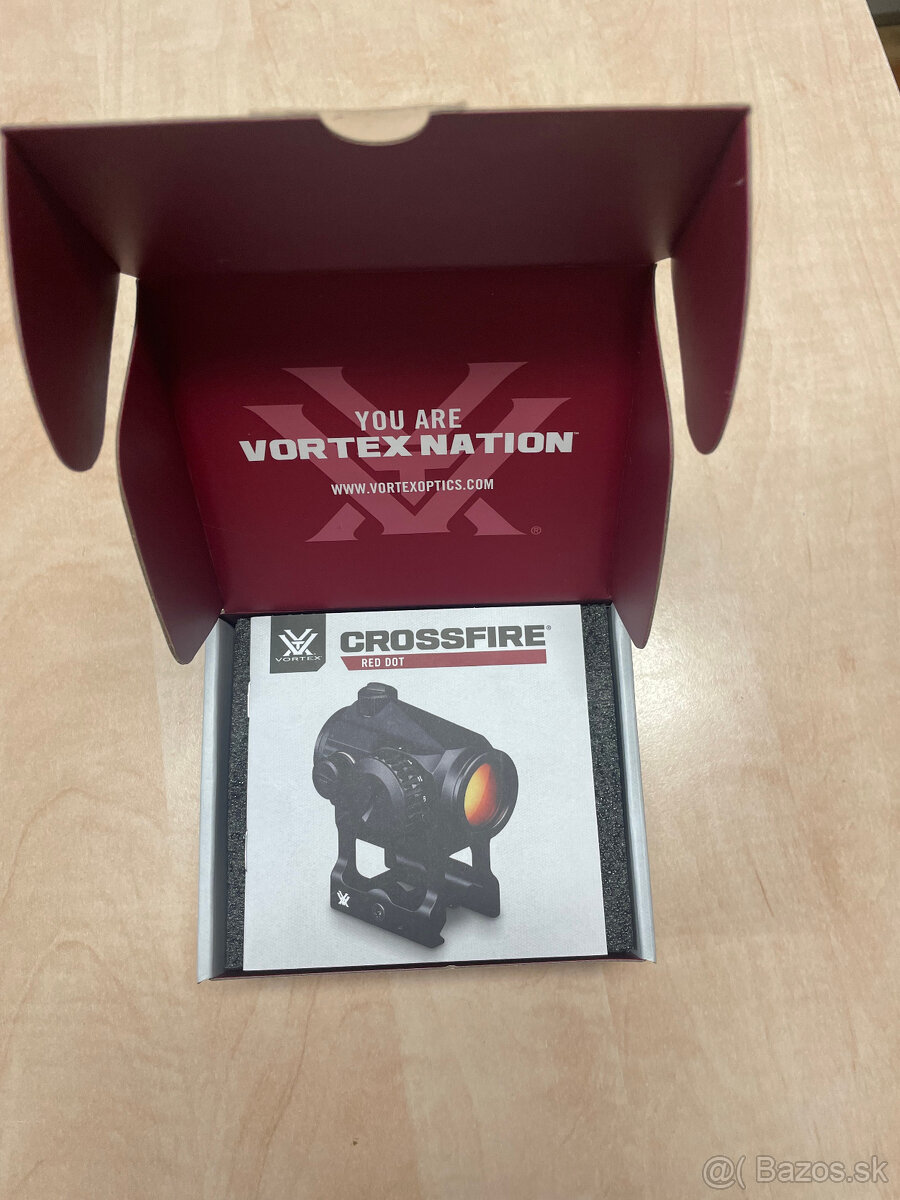 YOU ARE
VORTEX NATION™
WWW.VORTEXOPTICS.COM
®
VORTEX
CROSSFIRE®
RED DOT
@( Bazos.sk